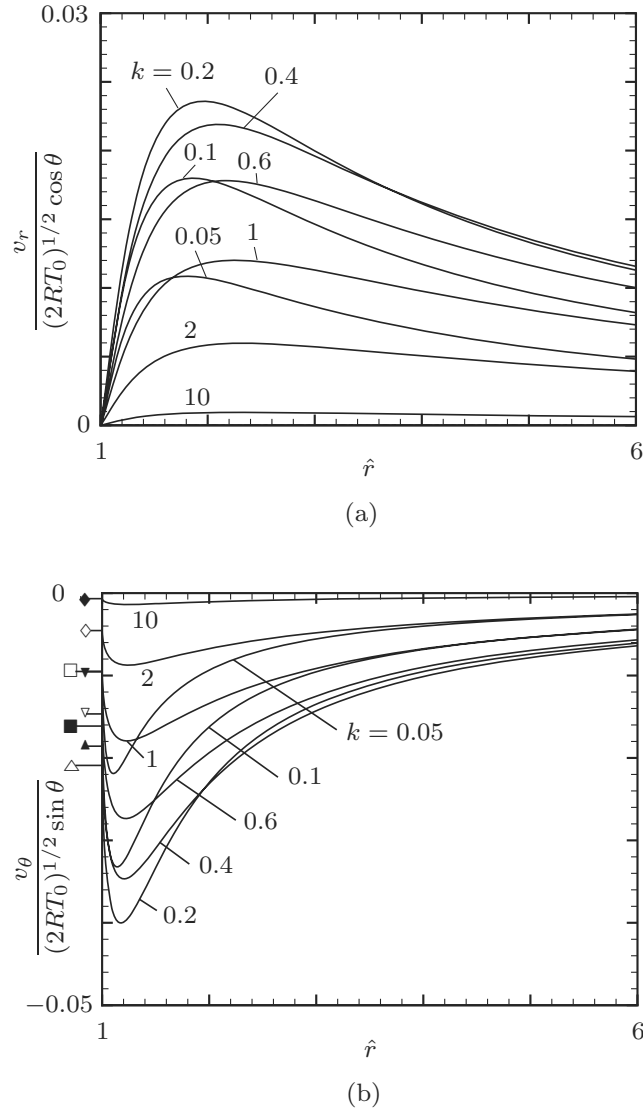 0.03
k = 0.2
0.4
0.1
0.6
0.05
1
2
10
v_r
(2RT_0)^{1/2} cos θ
0
1
6
r̂
(a)
0
10
2
k = 0.05
1
0.1
0.6
0.4
0.2
v_θ
(2RT_0)^{1/2} sin θ
−0.05
1
6
r̂
(b)